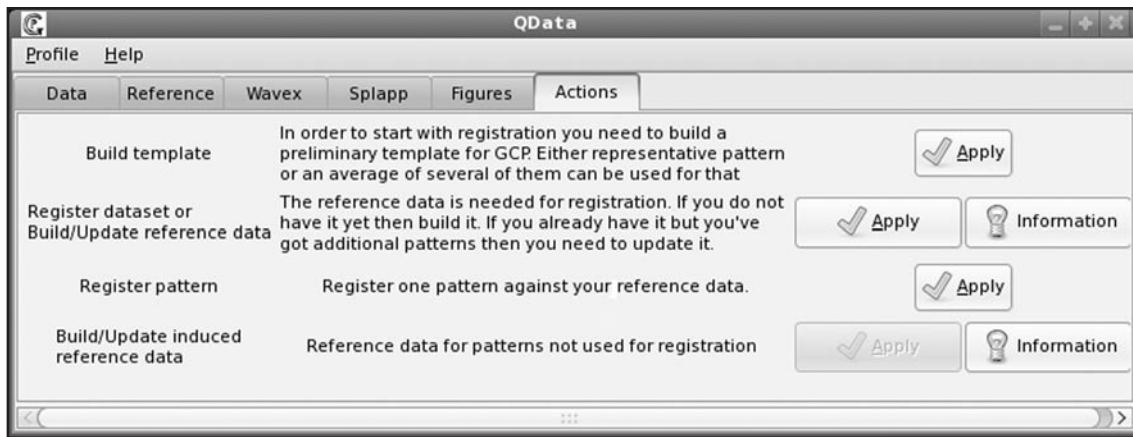 QData
Profile Help
Data Reference Wavex Splapp Figures Actions
Build template
In order to start with registration you need to build a
preliminary template for GCP. Either representative pattern
or an average of several of them can be used for that
Apply
Register dataset or
Build/Update reference data
The reference data is needed for registration. If you do not
have it yet then build it. If you already have it but you've
got additional patterns then you need to update it.
Apply Information
Register pattern
Register one pattern against your reference data.
Apply
Build/Update induced
reference data
Reference data for patterns not used for registration
Apply Information